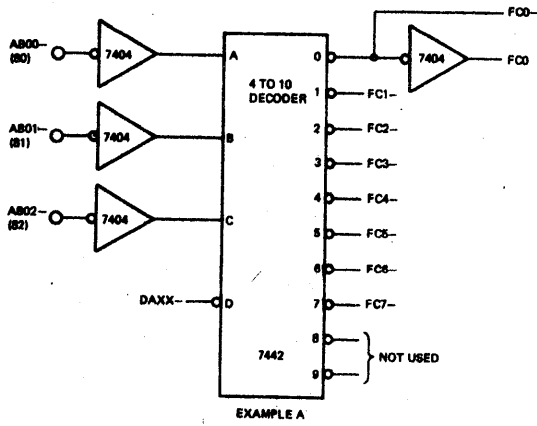 FC0–
AB00–
(80)
7404
A
0
7404
FC0
4 TO 10
DECODER
1
FC1–
AB01–
(81)
7404
B
2
FC2–
3
FC3–
4
FC4–
AB02–
(82)
7404
C
5
FC5–
6
FC6–
DAXX–
D
7
FC7–
8
7442
NOT USED
9
EXAMPLE A